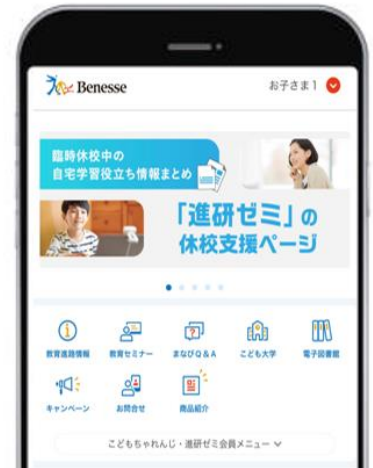 Benesse
お子さま1
臨時休校中の
自宅学習役立ち情報まとめ
「進研ゼミ」の
休校支援ページ
教育進路情報
教育セミナー
まなびQ&A
こども大学
電子図書館
キャンペーン
お問合せ
商品紹介
こどもちゃれんじ・進研ゼミ会員メニュー